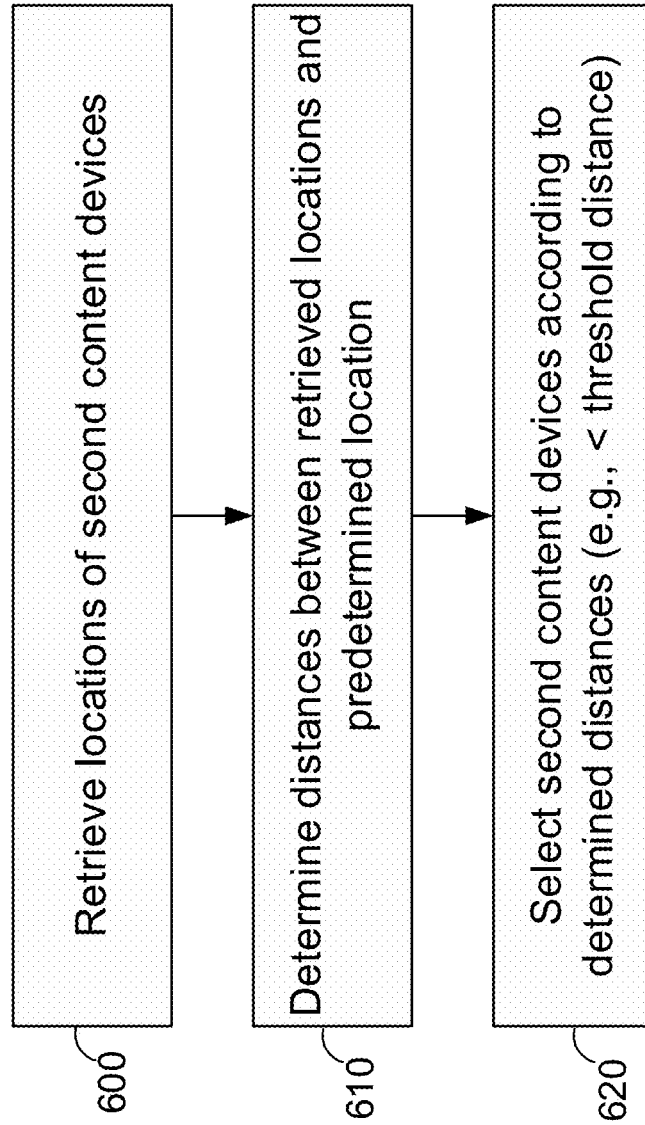 600
Retrieve locations of second content devices
610
Determine distances between retrieved locations and
predetermined location
620
Select second content devices according to
determined distances (e.g., < threshold distance)